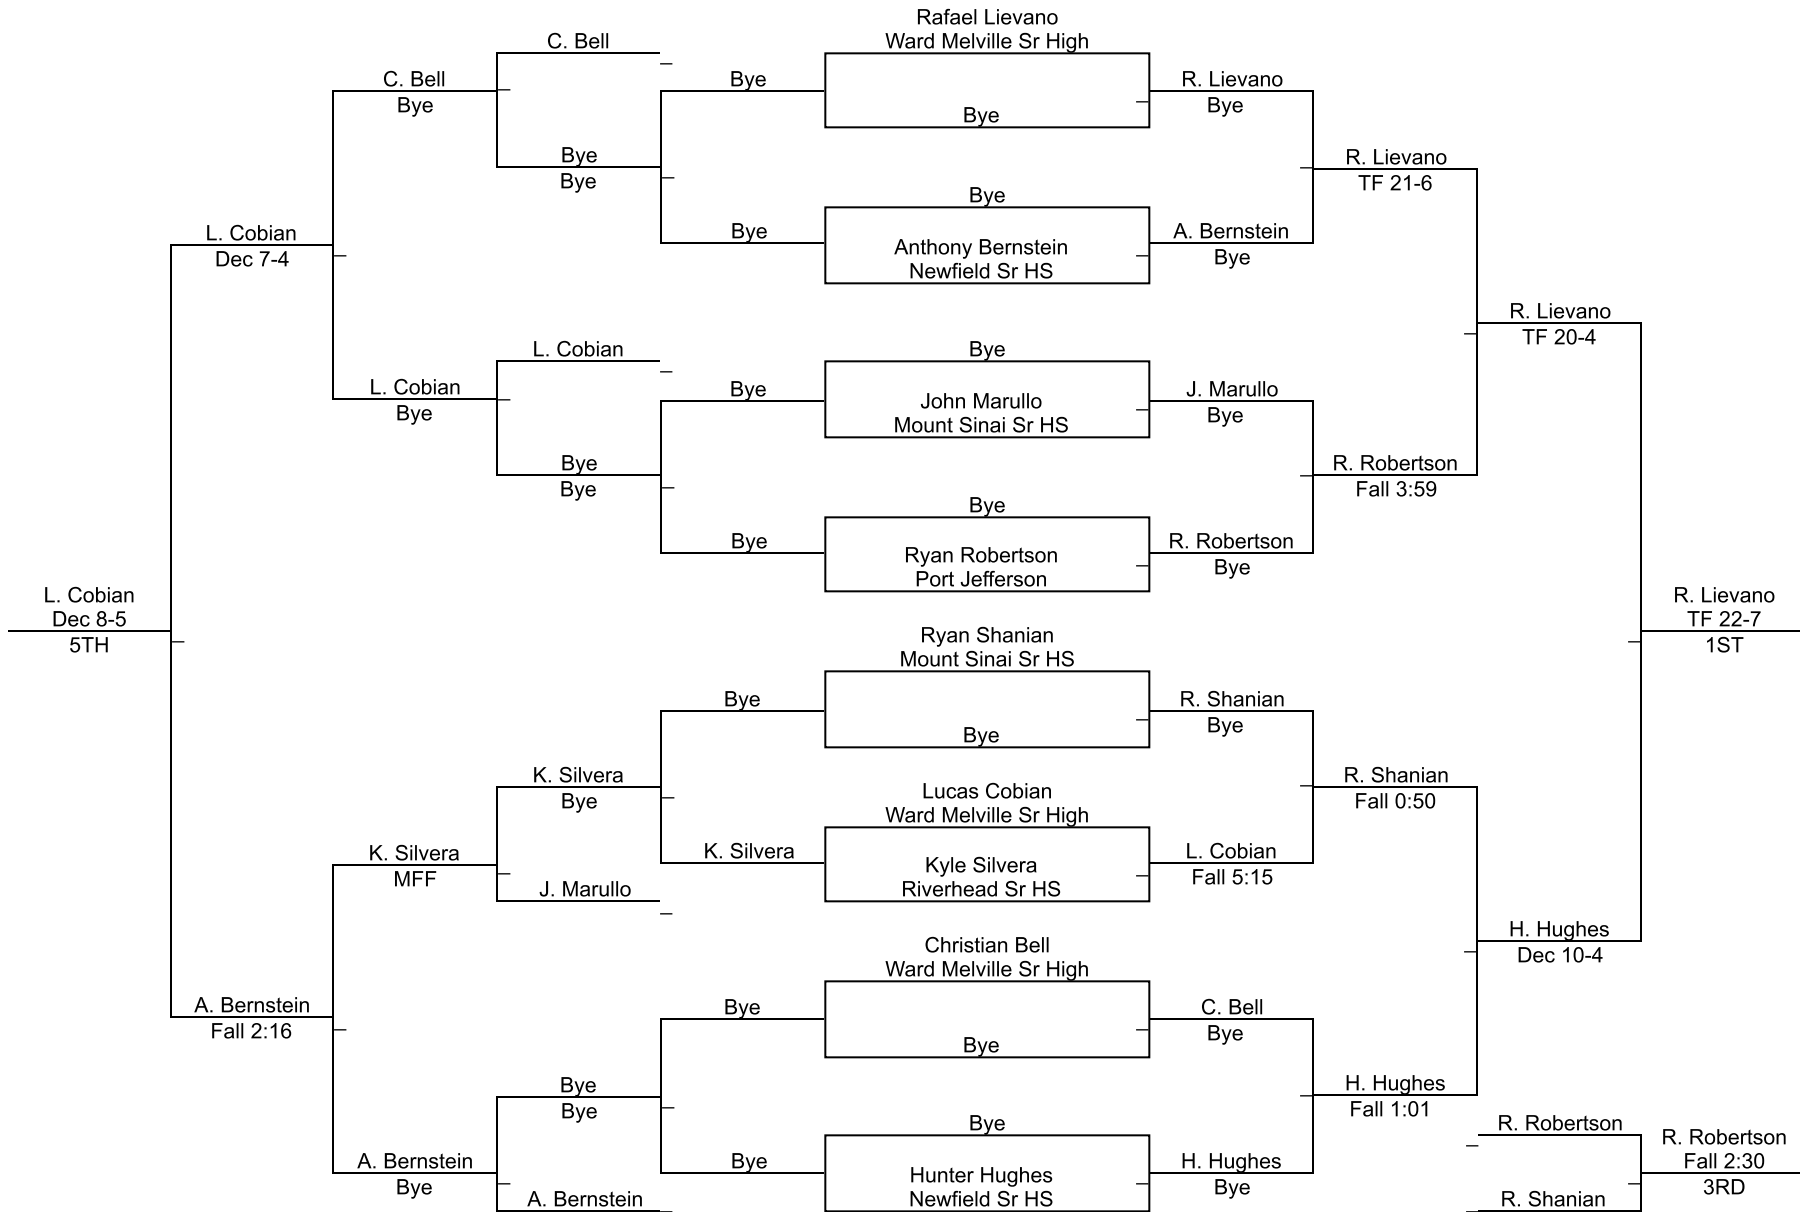 Rafael Lievano
Ward Melville Sr High
C. Bell
C. Bell
Bye
Bye
R. Lievano
Bye
Bye
Bye
Bye
Bye
R. Lievano
TF 21-6
Bye
L. Cobian
Dec 7-4
Bye
Anthony Bernstein
Newfield Sr HS
A. Bernstein
Bye
R. Lievano
TF 20-4
L. Cobian
Bye
L. Cobian
Bye
Bye
John Marullo
Mount Sinai Sr HS
J. Marullo
Bye
Bye
Bye
R. Robertson
Fall 3:59
Bye
Bye
Ryan Robertson
Port Jefferson
R. Robertson
Bye
L. Cobian
Dec 8-5
5TH
R. Lievano
TF 22-7
1ST
Ryan Shanian
Mount Sinai Sr HS
Bye
Bye
R. Shanian
Bye
K. Silvera
Bye
Lucas Cobian
Ward Melville Sr High
R. Shanian
Fall 0:50
K. Silvera
MFF
K. Silvera
Kyle Silvera
Riverhead Sr HS
L. Cobian
Fall 5:15
J. Marullo
Christian Bell
Ward Melville Sr High
H. Hughes
Dec 10-4
A. Bernstein
Fall 2:16
Bye
Bye
C. Bell
Bye
Bye
Bye
H. Hughes
Fall 1:01
Bye
R. Robertson
A. Bernstein
Bye
Bye
Hunter Hughes
Newfield Sr HS
H. Hughes
Bye
R. Robertson
Fall 2:30
3RD
A. Bernstein
R. Shanian